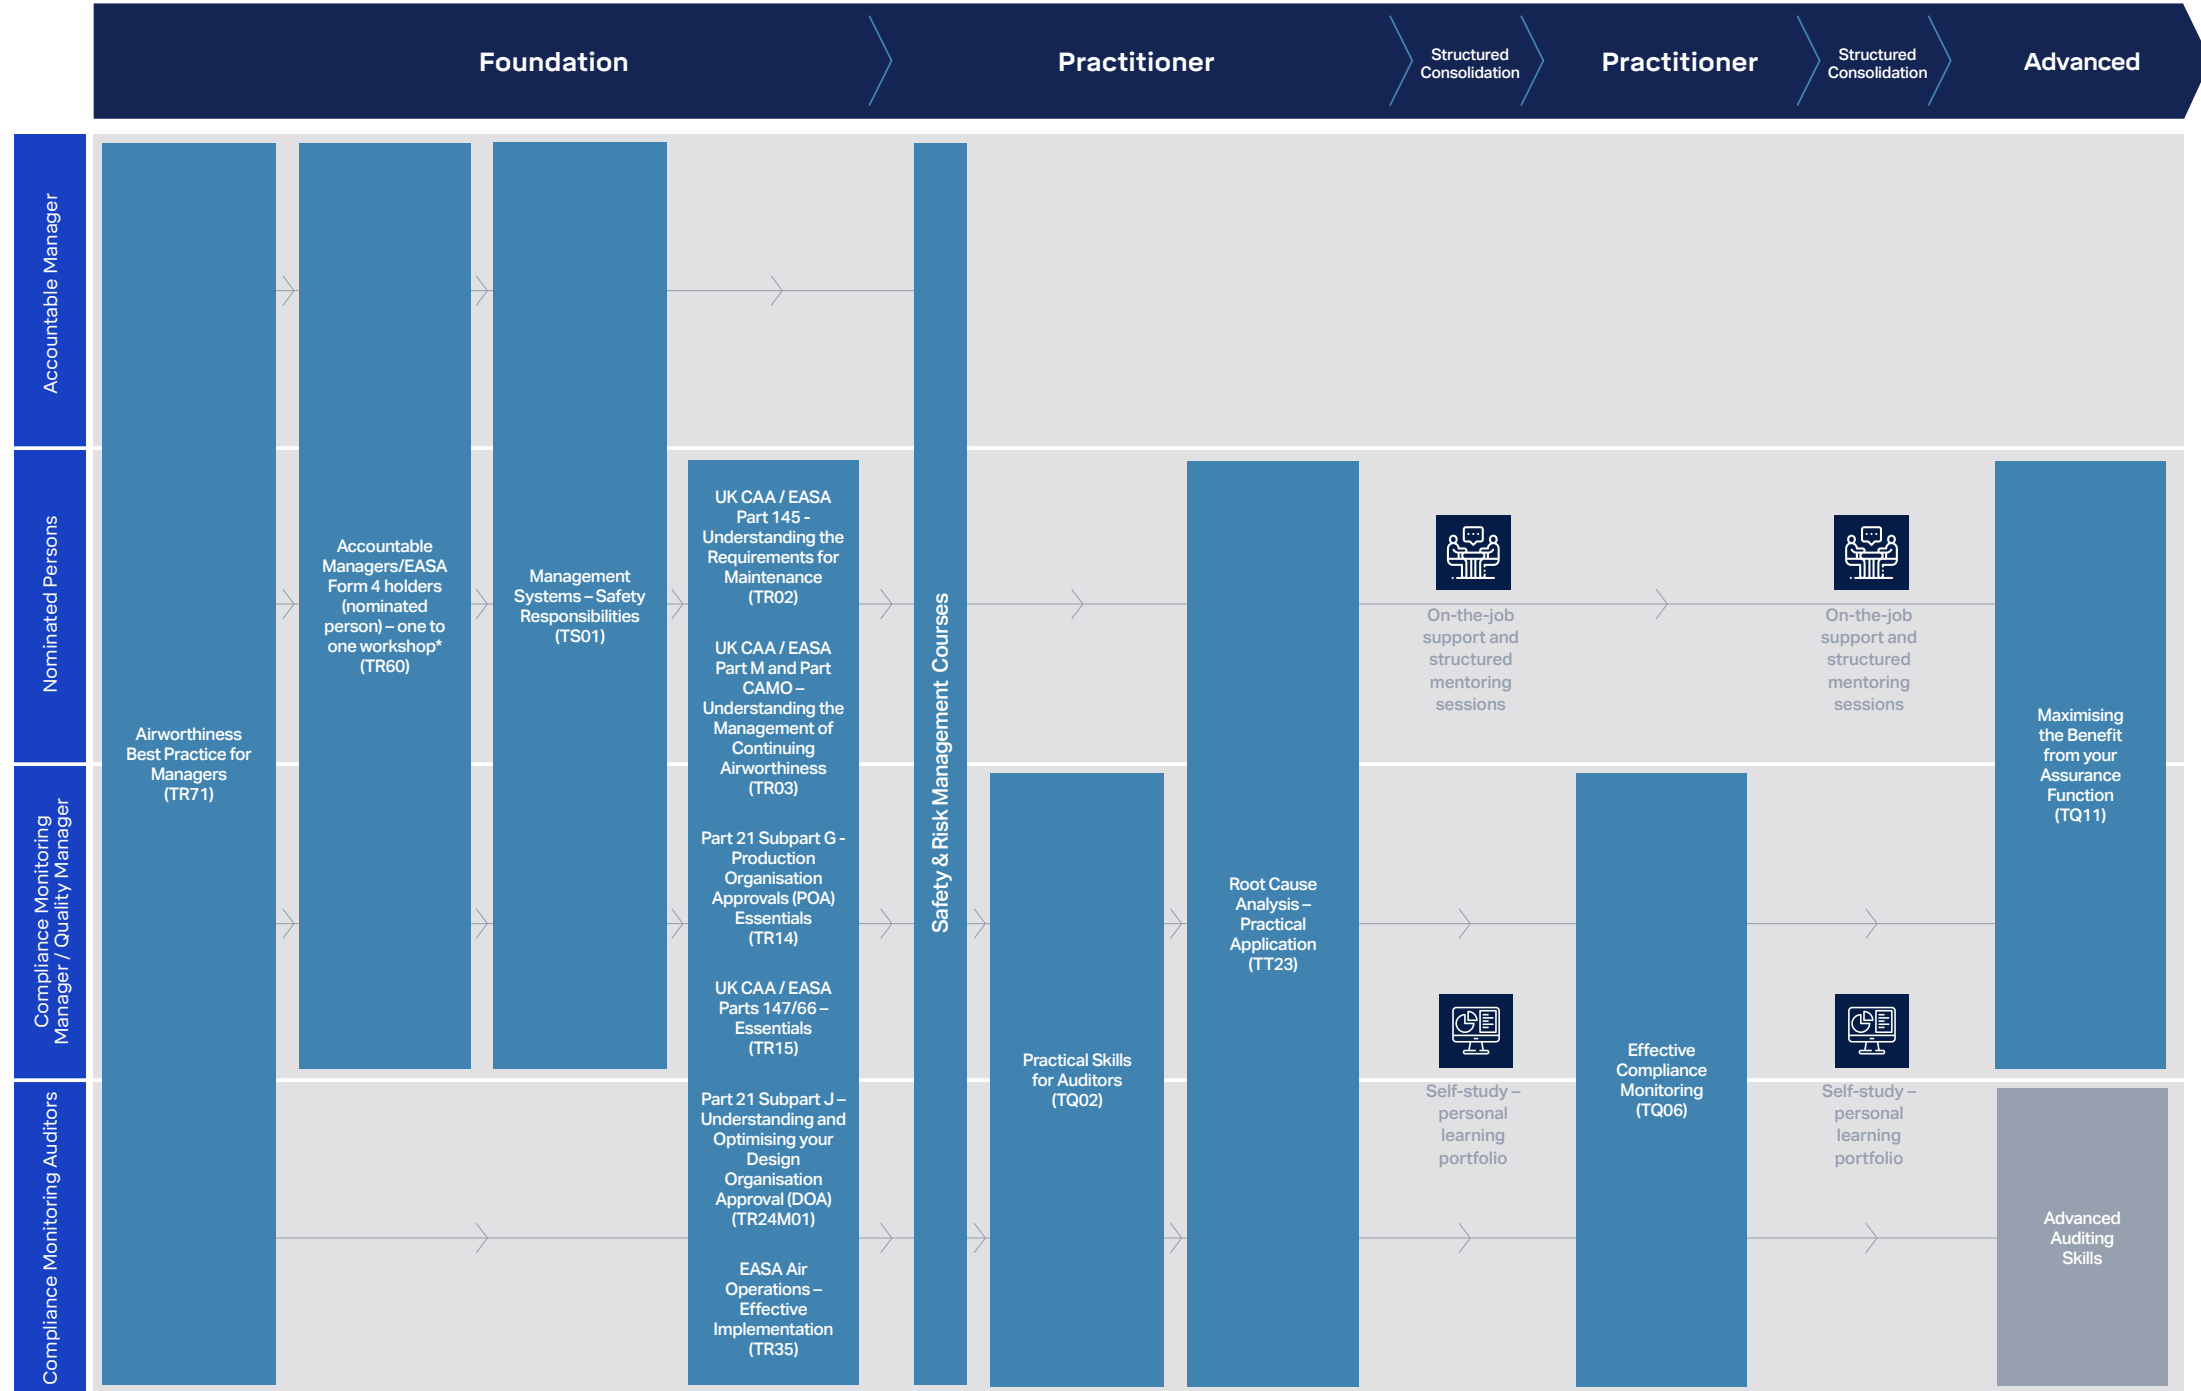 Foundation
Practitioner
Structured
Consolidation
Practitioner
Structured
Consolidation
Advanced
Accountable Manager
Nominated Persons
Compliance Monitoring
Manager / Quality Manager
Compliance Monitoring Auditors
Airworthiness
Best Practice for
Managers
(TR71)
Accountable
Managers/EASA
Form 4 holders
(nominated
person) – one to
one workshop*
(TR60)
Management
Systems – Safety
Responsibilities
(TS01)
UK CAA / EASA
Part 145 -
Understanding the
Requirements for
Maintenance
(TR02)
UK CAA / EASA
Part M and Part
CAMO –
Understanding the
Management of
Continuing
Airworthiness
(TR03)
Part 21 Subpart G -
Production
Organisation
Approvals (POA)
Essentials
(TR14)
UK CAA / EASA
Parts 147/66 –
Essentials
(TR15)
Part 21 Subpart J –
Understanding and
Optimising your
Design
Organisation
Approval (DOA)
(TR24M01)
EASA Air
Operations –
Effective
Implementation
(TR35)
Safety & Risk Management Courses
Practical Skills
for Auditors
(TQ02)
Root Cause
Analysis –
Practical
Application
(TT23)
On-the-job
support and
structured
mentoring
sessions
Self-study –
personal
learning
portfolio
Effective
Compliance
Monitoring
(TQ06)
On-the-job
support and
structured
mentoring
sessions
Self-study –
personal
learning
portfolio
Maximising
the Benefit
from your
Assurance
Function
(TQ11)
Advanced
Auditing
Skills